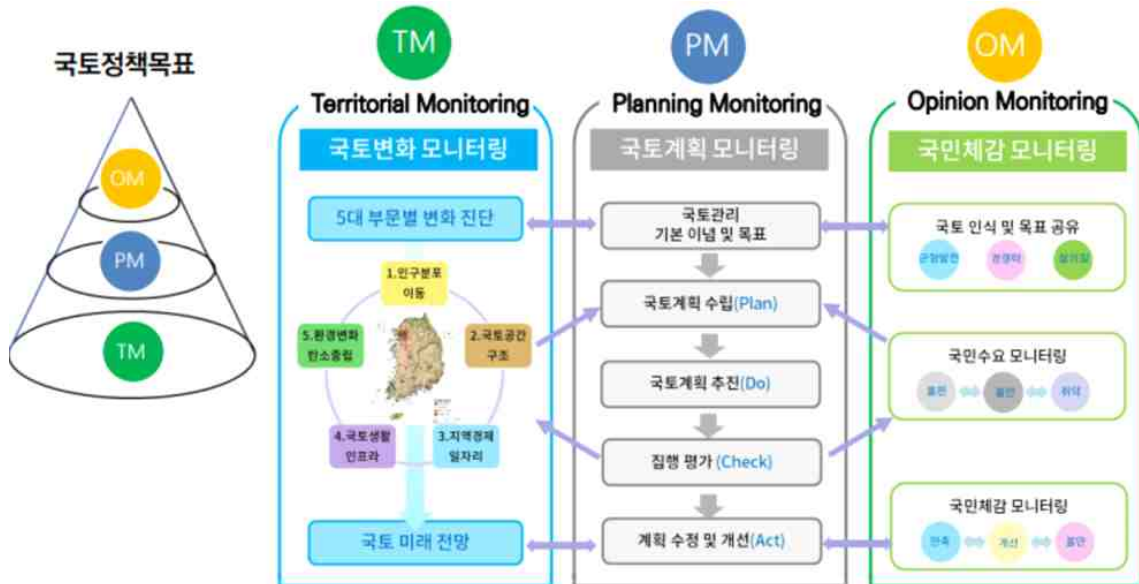 국토정책목표
OM
PM
TM
TM
Territorial Monitoring
국토변화 모니터링
5대 부문별 변화 진단
1.인구분포
이동
2.국토공간
구조
3.지역경제
일자리
4.국토생활
인프라
5.환경변화
탄소중립
국토 미래 전망
PM
Planning Monitoring
국토계획 모니터링
국토관리
기본 이념 및 목표
국토계획 수립(Plan)
국토계획 추진(Do)
집행 평가 (Check)
계획 수정 및 개선(Act)
OM
Opinion Monitoring
국민체감 모니터링
국토 인식 및 목표 공유
균형발전
경쟁력
삶의질
국민수요 모니터링
불편
불안
취약
국민체감 모니터링
만족
개선
불만